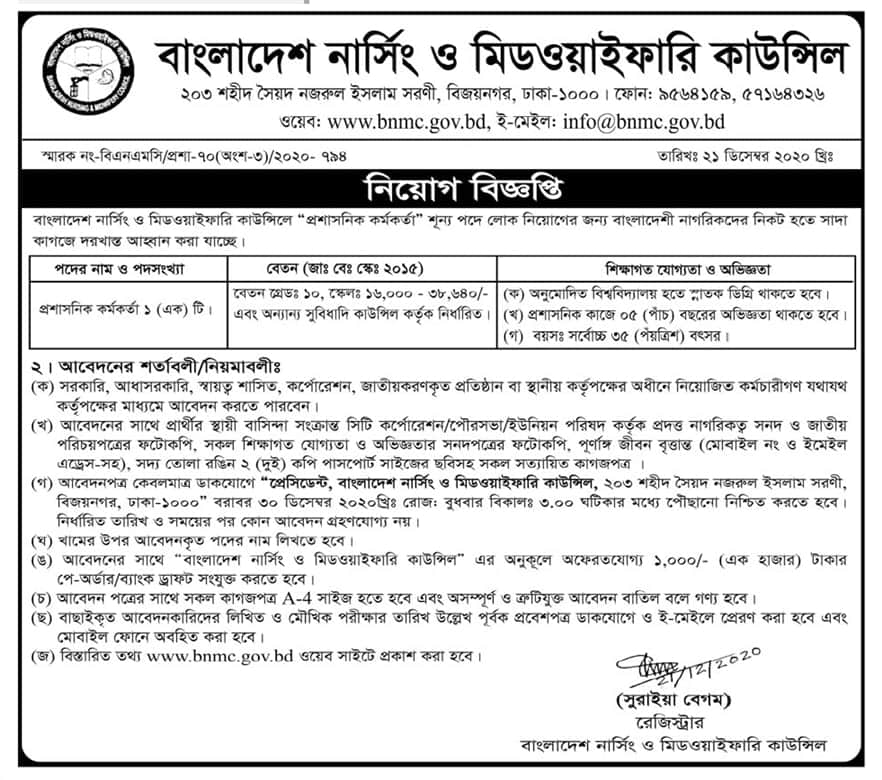 বাংলাদেশ নার্সিং ও মিডওয়াইফারি কাউন্সিল
২০৩ শহীদ সৈয়দ নজরুল ইসলাম সরণী, বিজয়নগর, ঢাকা-১০০০। ফোন: ৯৫৬৪১৫৯, ৫৭১৬৪৩২৬
ওয়েব: www.bnmc.gov.bd, ই-মেইল: info@bnmc.gov.bd
স্মারক নং-বিএনএমসি/প্রশা-৭০(অংশ-৩)/২০২০- ৭৯৪
তারিখঃ ২১ ডিসেম্বর ২০২০ খ্রিঃ
নিয়োগ বিজ্ঞপ্তি
বাংলাদেশ নার্সিং ও মিডওয়াইফারি কাউন্সিলে “প্রশাসনিক কর্মকর্তা” শূন্য পদে লোক নিয়োগের জন্য বাংলাদেশী নাগরিকদের নিকট হতে সাদা
কাগজে দরখাস্ত আহ্বান করা যাচ্ছে।
পদের নাম ও পদসংখ্যা
বেতন (জাঃ বেঃ স্কেঃ ২০১৫)
শিক্ষাগত যোগ্যতা ও অভিজ্ঞতা
প্রশাসনিক কর্মকর্তা ১ (এক) টি।
বেতন গ্রেডঃ ১০, স্কেলঃ ১৬,০০০ - ৩৮,৬৪০/-
এবং অন্যান্য সুবিধাদি কাউন্সিল কর্তৃক নির্ধারিত।
(ক) অনুমোদিত বিশ্ববিদ্যালয় হতে স্নাতক ডিগ্রি থাকতে হবে।
(খ) প্রশাসনিক কাজে ০৫ (পাঁচ) বছরের অভিজ্ঞতা থাকতে হবে।
(গ) বয়সঃ সর্বোচ্চ ৩৫ (পঁয়ত্রিশ) বৎসর।
২। আবেদনের শর্তাবলী/নিয়মাবলীঃ
(ক) সরকারি, আধাসরকারি, স্বায়ত্ব শাসিত, কর্পোরেশন, জাতীয়করণকৃত প্রতিষ্ঠান বা স্থানীয় কর্তৃপক্ষের অধীনে নিয়োজিত কর্মচারীগণ যথাযথ
কর্তৃপক্ষের মাধ্যমে আবেদন করতে পারবেন।
(খ) আবেদনের সাথে প্রার্থীর স্থায়ী বাসিন্দা সংক্রান্ত সিটি কর্পোরেশন/পৌরসভা/ইউনিয়ন পরিষদ কর্তৃক প্রদত্ত নাগরিকত্ব সনদ ও জাতীয়
পরিচয়পত্রের ফটোকপি, সকল শিক্ষাগত যোগ্যতা ও অভিজ্ঞতার সনদপত্রের ফটোকপি, পূর্ণাঙ্গ জীবন বৃত্তান্ত (মোবাইল নং ও ইমেইল
এড্রেস-সহ), সদ্য তোলা রঙিন ২ (দুই) কপি পাসপোর্ট সাইজের ছবিসহ সকল সত্যায়িত কাগজপত্র ।
(গ) আবেদনপত্র কেবলমাত্র ডাকযোগে “প্রেসিডেন্ট, বাংলাদেশ নার্সিং ও মিডওয়াইফারি কাউন্সিল, ২০৩ শহীদ সৈয়দ নজরুল ইসলাম সরণী,
বিজয়নগর, ঢাকা-১০০০” বরাবর ৩০ ডিসেম্বর ২০২০খ্রিঃ রোজ: বুধবার বিকালঃ ৩.০০ ঘটিকার মধ্যে পৌছানো নিশ্চিত করতে হবে।
নির্ধারিত তারিখ ও সময়ের পর কোন আবেদন গ্রহণযোগ্য নয়।
(ঘ) খামের উপর আবেদনকৃত পদের নাম লিখতে হবে।
(ঙ) আবেদনের সাথে “বাংলাদেশ নার্সিং ও মিডওয়াইফারি কাউন্সিল” এর অনুকূলে অফেরতযোগ্য ১,০০০/- (এক হাজার) টাকার
পে-অর্ডার/ব্যাংক ড্রাফট সংযুক্ত করতে হবে।
(চ) আবেদন পত্রের সাথে সকল কাগজপত্র A-4 সাইজ হতে হবে এবং অসম্পূর্ণ ও ত্রুটিযুক্ত আবেদন বাতিল বলে গণ্য হবে।
(ছ) বাছাইকৃত আবেদনকারিদের লিখিত ও মৌখিক পরীক্ষার তারিখ উল্লেখ পূর্বক প্রবেশপত্র ডাকযোগে ও ই-মেইলে প্রেরণ করা হবে এবং
মোবাইল ফোনে অবহিত করা হবে।
(জ) বিস্তারিত তথ্য www.bnmc.gov.bd ওয়েব সাইটে প্রকাশ করা হবে।
21/12/2020
(সুরাইয়া বেগম)
রেজিস্ট্রার
বাংলাদেশ নার্সিং ও মিডওয়াইফারি কাউন্সিল